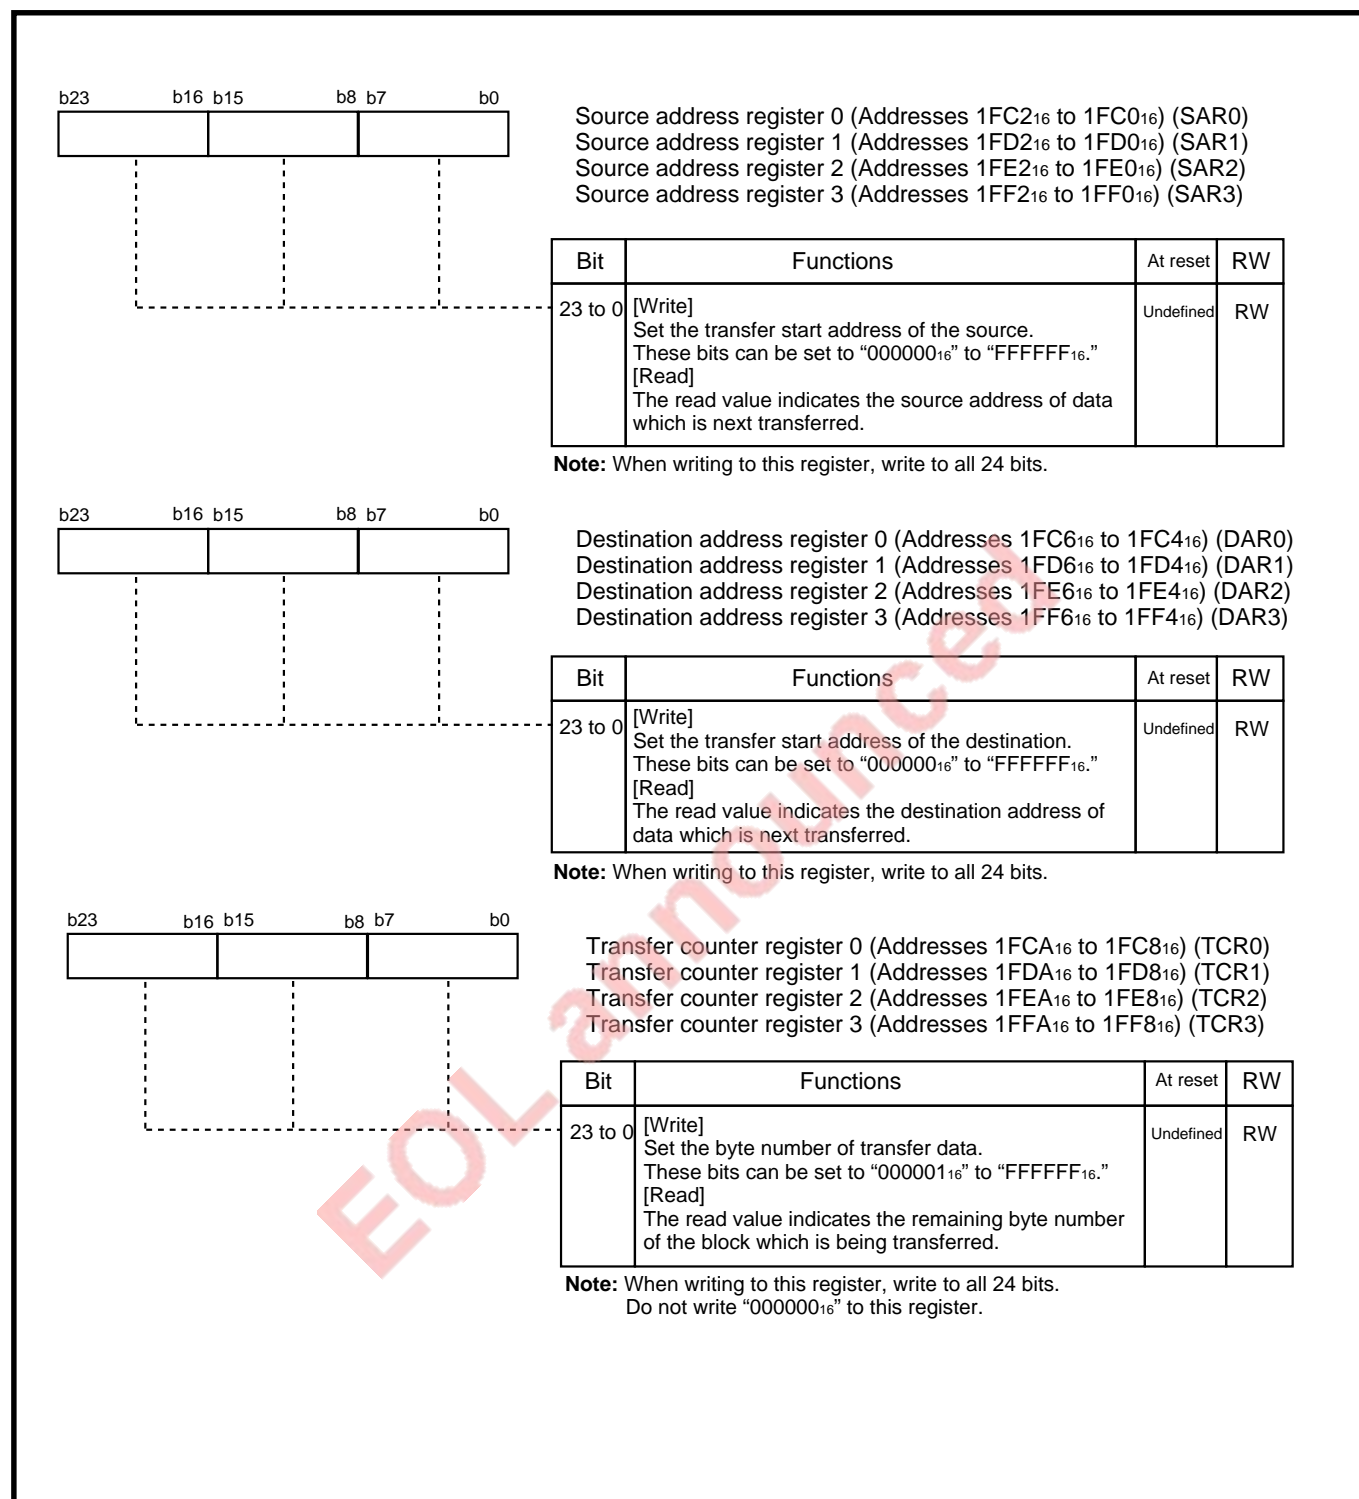 b23 b16 b15 b8 b7 b0
Source address register 0 (Addresses 1FC2₁₆ to 1FC0₁₆) (SAR0)
Source address register 1 (Addresses 1FD2₁₆ to 1FD0₁₆) (SAR1)
Source address register 2 (Addresses 1FE2₁₆ to 1FE0₁₆) (SAR2)
Source address register 3 (Addresses 1FF2₁₆ to 1FF0₁₆) (SAR3)
Bit Functions At reset RW
23 to 0 [Write] Undefined RW
Set the transfer start address of the source.
These bits can be set to “000000₁₆” to “FFFFFF₁₆.”
[Read]
The read value indicates the source address of data
which is next transferred.
Note: When writing to this register, write to all 24 bits.
b23 b16 b15 b8 b7 b0
Destination address register 0 (Addresses 1FC6₁₆ to 1FC4₁₆) (DAR0)
Destination address register 1 (Addresses 1FD6₁₆ to 1FD4₁₆) (DAR1)
Destination address register 2 (Addresses 1FE6₁₆ to 1FE4₁₆) (DAR2)
Destination address register 3 (Addresses 1FF6₁₆ to 1FF4₁₆) (DAR3)
Bit Functions At reset RW
23 to 0 [Write] Undefined RW
Set the transfer start address of the destination.
These bits can be set to “000000₁₆” to “FFFFFF₁₆.”
[Read]
The read value indicates the destination address of
data which is next transferred.
Note: When writing to this register, write to all 24 bits.
b23 b16 b15 b8 b7 b0
Transfer counter register 0 (Addresses 1FCA₁₆ to 1FC8₁₆) (TCR0)
Transfer counter register 1 (Addresses 1FDA₁₆ to 1FD8₁₆) (TCR1)
Transfer counter register 2 (Addresses 1FEA₁₆ to 1FE8₁₆) (TCR2)
Transfer counter register 3 (Addresses 1FFA₁₆ to 1FF8₁₆) (TCR3)
Bit Functions At reset RW
23 to 0 [Write] Undefined RW
Set the byte number of transfer data.
These bits can be set to “000001₁₆” to “FFFFFF₁₆.”
[Read]
The read value indicates the remaining byte number
of the block which is being transferred.
Note: When writing to this register, write to all 24 bits.
Do not write “000000₁₆” to this register.
EOL announced